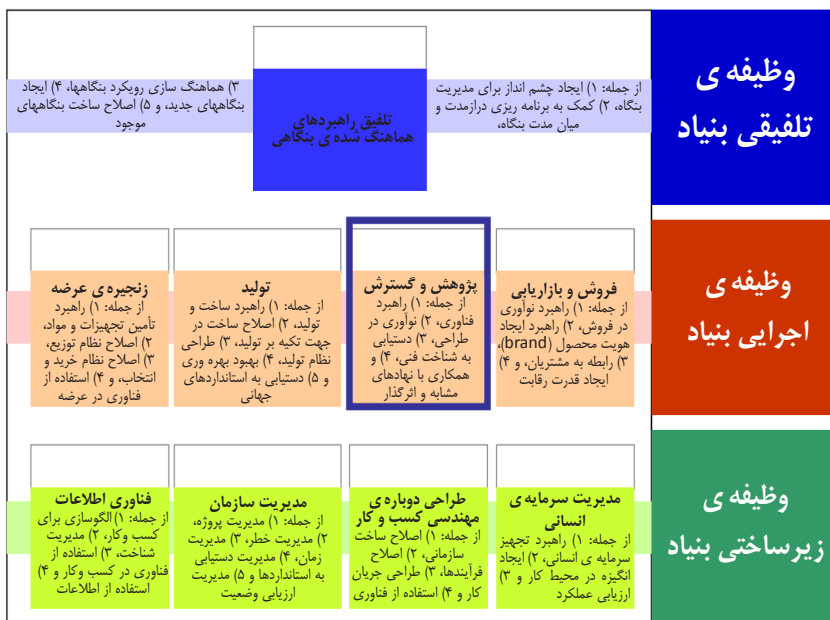 وظیفه ی
تلفیقی بنیاد
از جمله: ۱) ایجاد چشم انداز برای مدیریت
بنگاه، ۲) کمک به برنامه ریزی درازمدت و
میان مدت بنگاه،
تلفیق راهبردهای
هماهنگ شده ی بنگاهی
۳) هماهنگ سازی رویکرد بنگاهها، ۴) ایجاد
بنگاههای جدید، و ۵) اصلاح ساخت بنگاههای
موجود
وظیفه ی
اجرایی بنیاد
فروش و بازاریابی
از جمله: ۱) راهبرد نوآوری
در فروش، ۲) راهبرد ایجاد
هویت محصول (brand)،
۳) رابطه به مشتریان، و ۴)
ایجاد قدرت رقابت
پژوهش و گسترش
از جمله: ۱) راهبرد
فناوری، ۲) نوآوری در
طراحی، ۳) دستیابی
به شناخت فنی، ۴) و
همکاری با نهادهای
مشابه و اثرگذار
تولید
از جمله: ۱) راهبرد ساخت و
تولید، ۲) اصلاح ساخت در
جهت تکیه بر تولید، ۳) طراحی
نظام تولید، ۴) بهبود بهره وری
و ۵) دستیابی به استانداردهای
جهانی
زنجیره ی عرضه
از جمله: ۱) راهبرد
تأمین تجهیزات و مواد،
۲) اصلاح نظام توزیع،
۳) اصلاح نظام خرید و
انتخاب، و ۴) استفاده از
فناوری در عرضه
وظیفه ی
زیرساختی بنیاد
مدیریت سرمایه ی
انسانی
از جمله: ۱) راهبرد تجهیز
سرمایه ی انسانی، ۲) ایجاد
انگیزه در محیط کار و ۳)
ارزیابی عملکرد
طراحی دوباره ی
مهندسی کسب و کار
از جمله: ۱) اصلاح ساخت
سازمانی، ۲) اصلاح
فرآیندها، ۳) طراحی جریان
کار و ۴) استفاده از فناوری
مدیریت سازمان
از جمله: ۱) مدیریت پروژه،
۲) مدیریت خطر، ۳) مدیریت
زمان، ۴) مدیریت دستیابی
به استانداردها و ۵) مدیریت
ارزیابی وضعیت
فناوری اطلاعات
از جمله: ۱) الگوسازی برای
کسب وکار، ۲) مدیریت
شناخت، ۳) استفاده از
فناوری در کسب وکار و ۴)
استفاده از اطلاعات